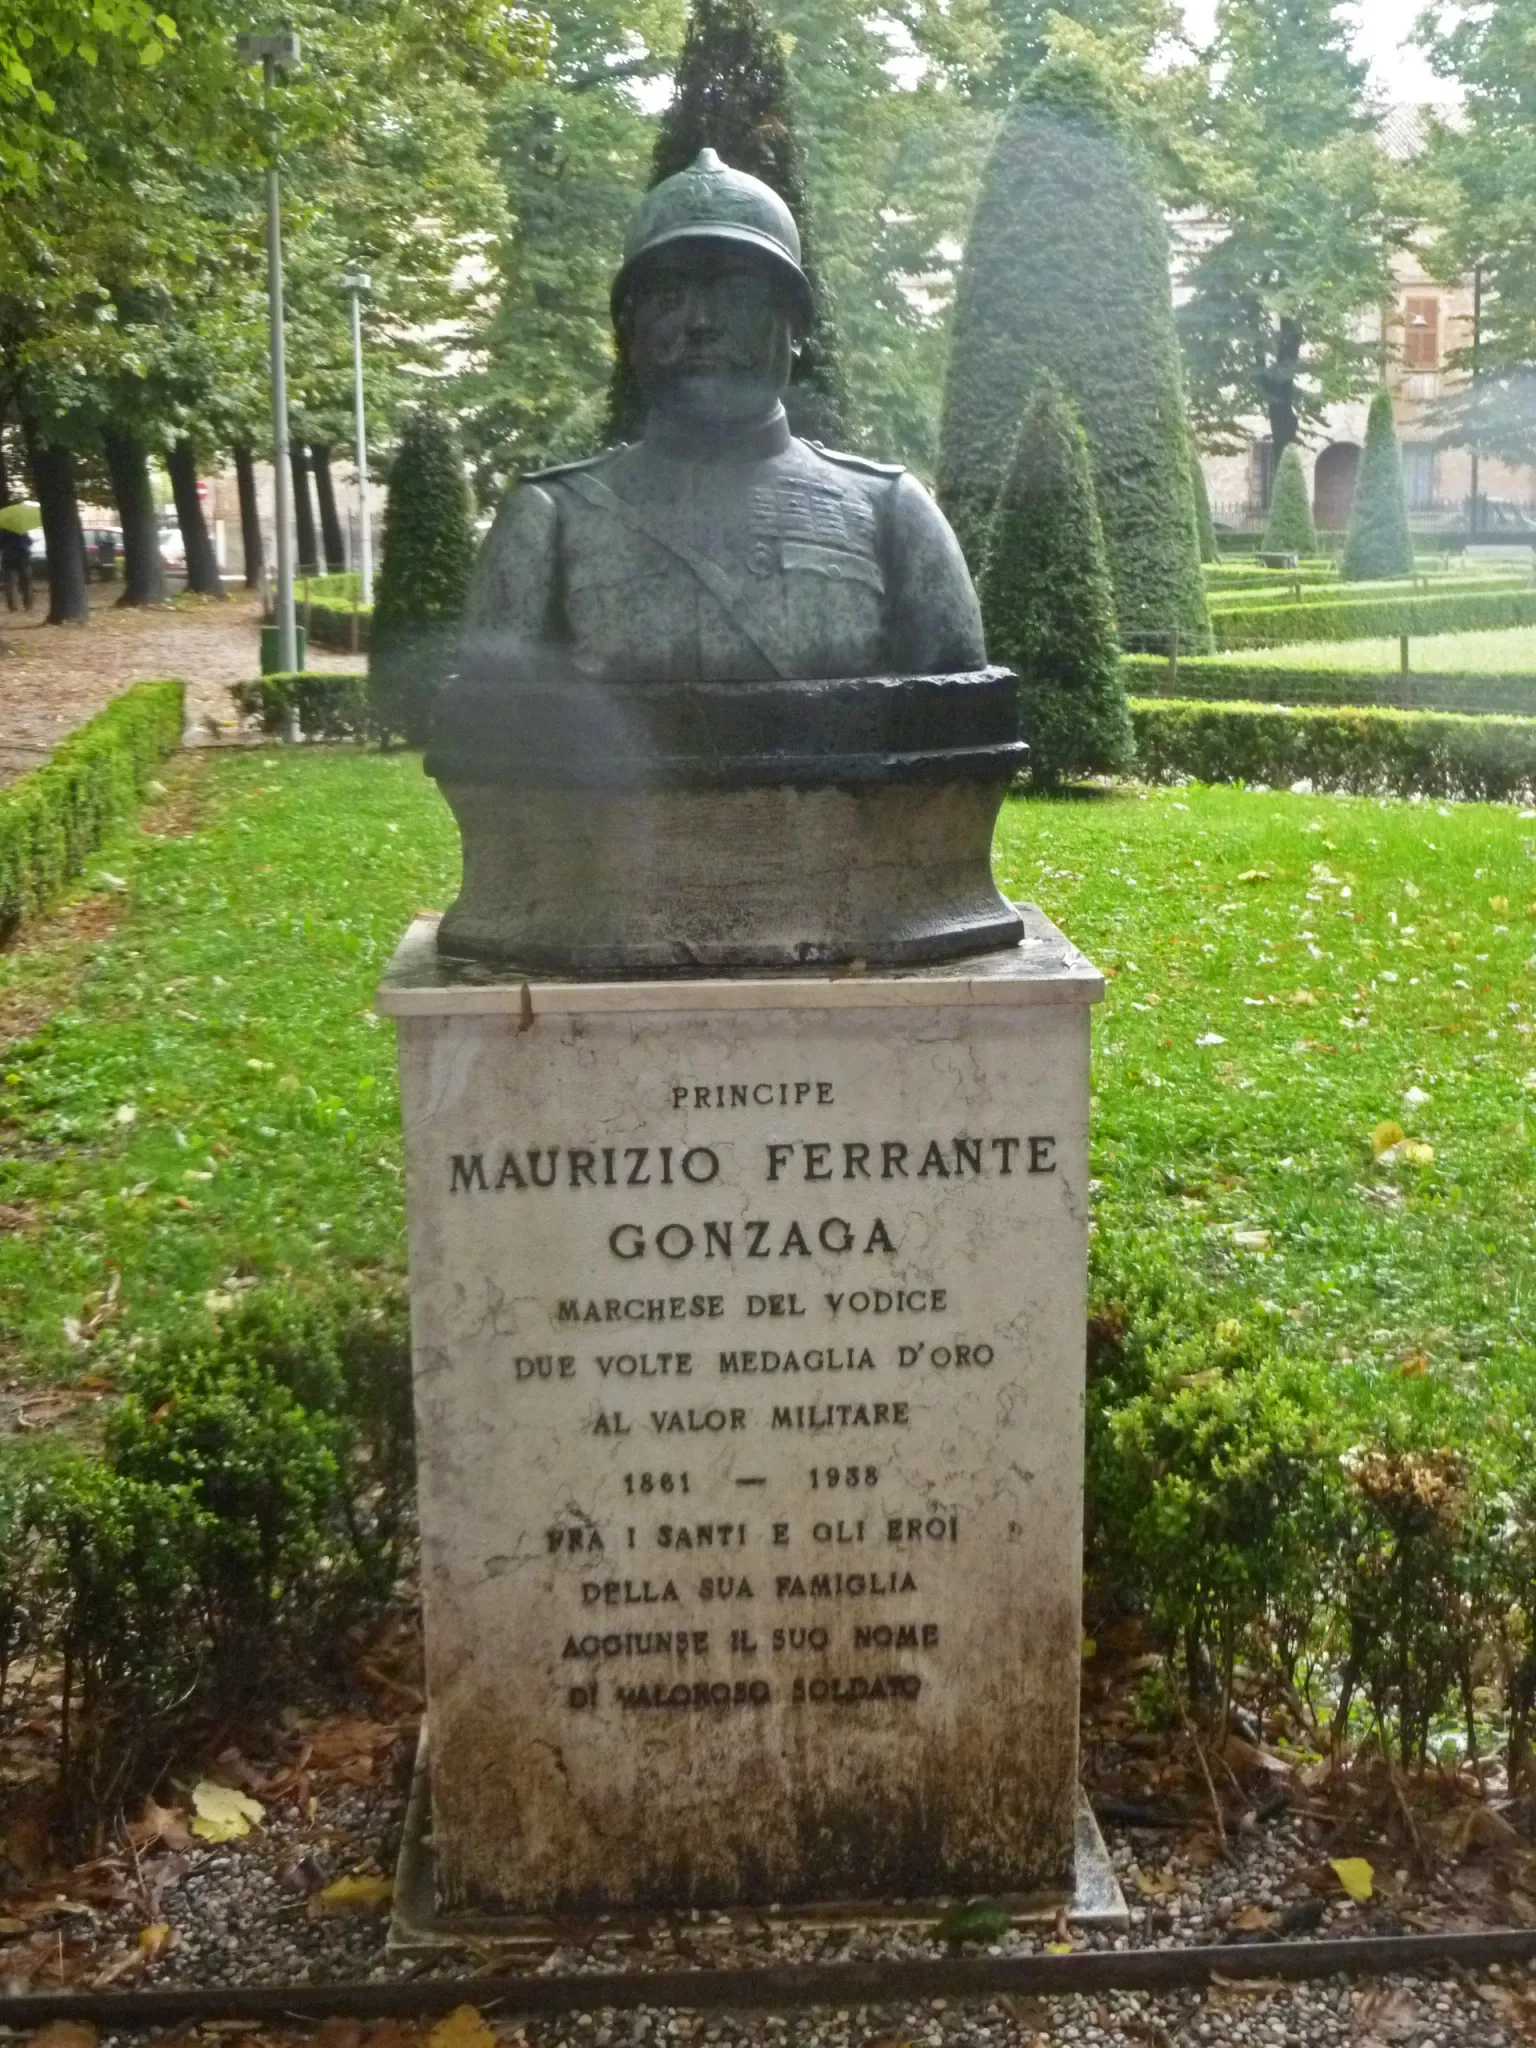 PRINCIPE
MAURIZIO FERRANTE
GONZAGA
MARCHESE DEL VODICE
DUE VOLTE MEDAGLIA D'ORO
AL VALOR MILITARE
1861 — 1938
FRA I SANTI E GLI EROI
DELLA SUA FAMIGLIA
AGGIUNSE IL SUO NOME
DI VALOROSO SOLDATO